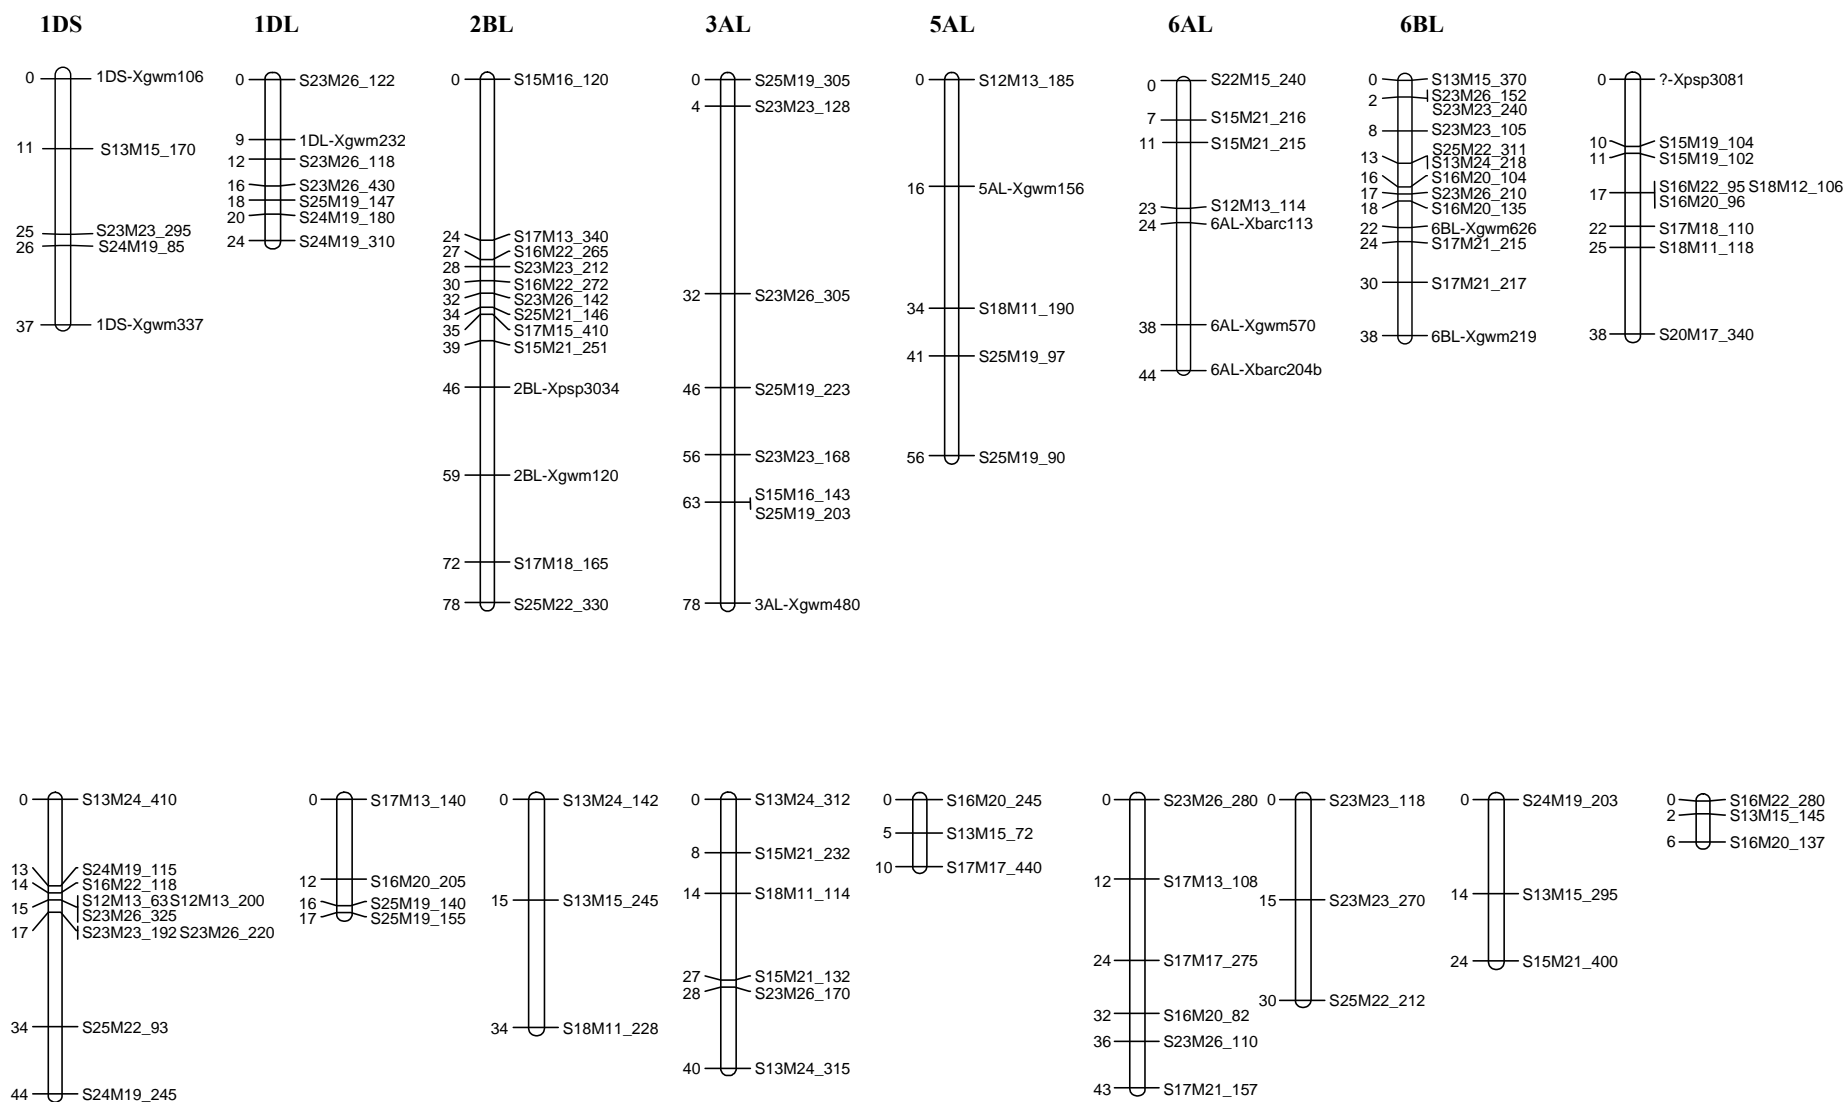 1DS
0 1DS-Xgwm106
11 S13M15_170
25 S23M23_295
26 S24M19_85
37 1DS-Xgwm337
1DL
0 S23M26_122
9 1DL-Xgwm232
12 S23M26_118
16 S23M26_430
18 S25M19_147
20 S24M19_180
24 S24M19_310
2BL
0 S15M16_120
24 S17M13_340
27 S16M22_265
28 S23M23_212
30 S16M22_272
32 S23M26_142
34 S25M21_146
35 S17M15_410
39 S15M21_251
46 2BL-Xpsp3034
59 2BL-Xgwm120
72 S17M18_165
78 S25M22_330
3AL
0 S25M19_305
4 S23M23_128
32 S23M26_305
46 S25M19_223
56 S23M23_168
63 S15M16_143
S25M19_203
78 3AL-Xgwm480
5AL
0 S12M13_185
16 5AL-Xgwm156
34 S18M11_190
41 S25M19_97
56 S25M19_90
6AL
0 S22M15_240
7 S15M21_216
11 S15M21_215
23 S12M13_114
24 6AL-Xbarc113
38 6AL-Xgwm570
44 6AL-Xbarc204b
6BL
0 S13M15_370
2 S23M26_152
S23M23_240
8 S23M23_105
S25M22_311
13 S13M24_218
16 S16M20_104
17 S23M26_210
18 S16M20_135
22 6BL-Xgwm626
24 S17M21_215
30 S17M21_217
38 6BL-Xgwm219
0 ?-Xpsp3081
10 S15M19_104
11 S15M19_102
17 S16M22_95 S18M12_106
S16M20_96
22 S17M18_110
25 S18M11_118
38 S20M17_340
0 S13M24_410
13 S24M19_115
14 S16M22_118
15 S12M13_63 S12M13_200
S23M26_325
17 S23M23_192 S23M26_220
34 S25M22_93
44 S24M19_245
0 S17M13_140
12 S16M20_205
16 S25M19_140
17 S25M19_155
0 S13M24_142
15 S13M15_245
34 S18M11_228
0 S13M24_312
8 S15M21_232
14 S18M11_114
27 S15M21_132
28 S23M26_170
40 S13M24_315
0 S16M20_245
5 S13M15_72
10 S17M17_440
0 S23M26_280
12 S17M13_108
24 S17M17_275
32 S16M20_82
36 S23M26_110
43 S17M21_157
0 S23M23_118
15 S23M23_270
30 S25M22_212
0 S24M19_203
14 S13M15_295
24 S15M21_400
0 S16M22_280
2 S13M15_145
6 S16M20_137